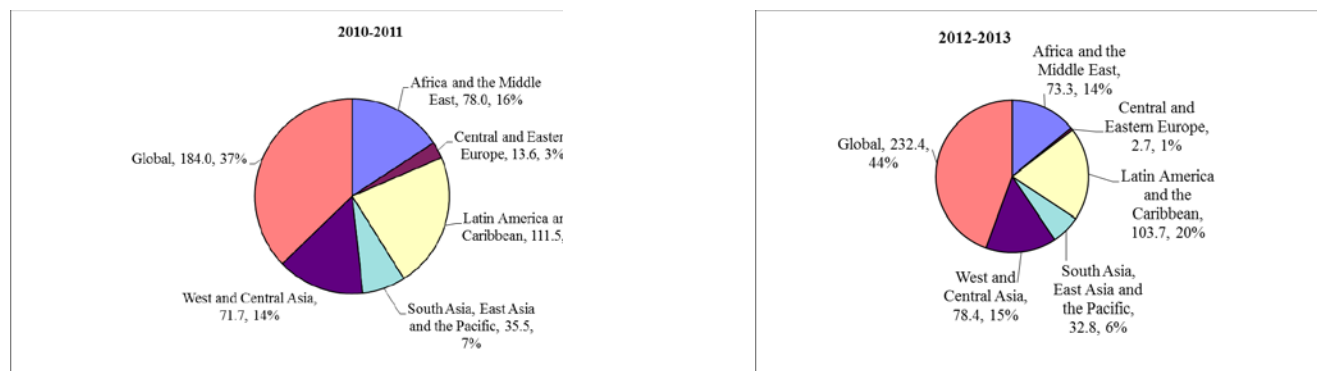 2010-2011
Africa and the Middle
East, 78.0, 16%
Central and
Europe, 13.6, 3%
Global, 184.0, 37%
Latin America
Caribbean, 111.5,
West and Central Asia,
71.7, 14%
South Asia, East Asia
and the Pacific, 35.5,
7%
2012-2013
Africa and the
Middle East,
73.3, 14%
Central and
Eastern Europe,
2.7, 1%
Global, 232.4,
44%
Latin America
and the
Caribbean,
103.7, 20%
West and
Central Asia,
78.4, 15%
South Asia,
East Asia and
the Pacific,
32.8, 6%